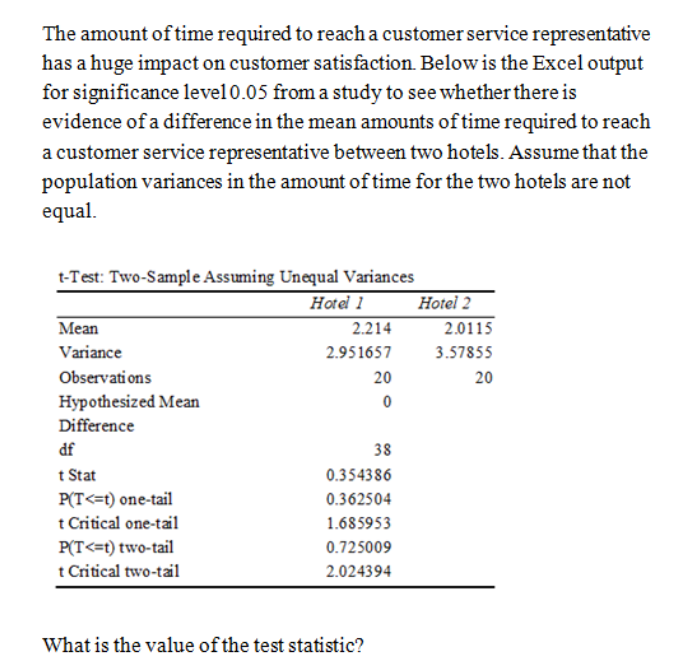 The amount of time required to reach a customer service representative
has a huge impact on customer satisfaction. Below is the Excel output
for significance level 0.05 from a study to see whether there is
evidence of a difference in the mean amounts of time required to reach
a customer service representative between two hotels. Assume that the
population variances in the amount of time for the two hotels are not
equal.
t-Test: Two-Sample Assuming Unequal Variances
Hotel 1 Hotel 2
Mean 2.214 2.0115
Variance 2.951657 3.57855
Observations 20 20
Hypothesized Mean 0
Difference
df 38
t Stat 0.354386
P(T<=t) one-tail 0.362504
t Critical one-tail 1.685953
P(T<=t) two-tail 0.725009
t Critical two-tail 2.024394
What is the value of the test statistic?